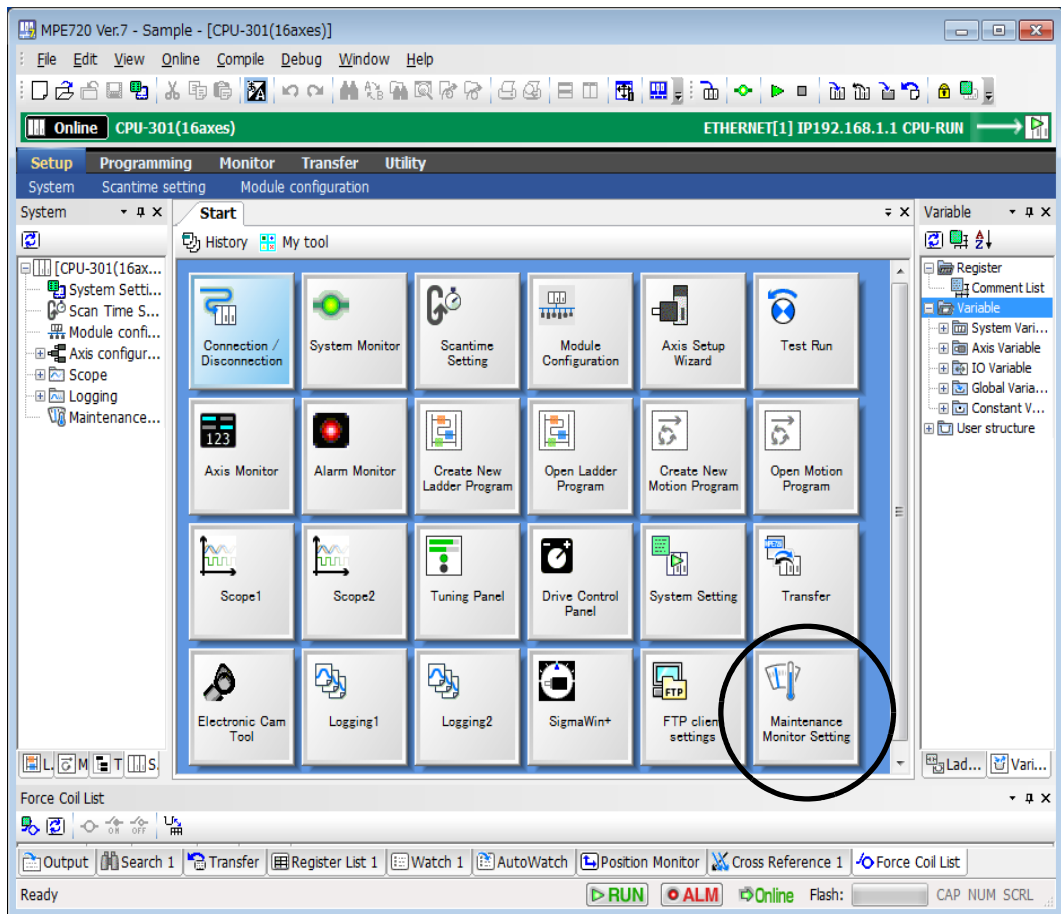 MPE720 Ver.7 - Sample - [CPU-301(16axes)]
File Edit View Online Compile Debug Window Help
Online CPU-301(16axes) ETHERNET[1] IP192.168.1.1 CPU-RUN
Setup Programming Monitor Transfer Utility
System Scantime setting Module configuration
System
[CPU-301(16ax...
System Setti...
Scan Time S...
Module confi...
Axis configur...
Scope
Logging
Maintenance...
L. M T S.
Start
History My tool
Connection / Disconnection
System Monitor
Scantime Setting
Module Configuration
Axis Setup Wizard
Test Run
123
Axis Monitor
Alarm Monitor
Create New Ladder Program
Open Ladder Program
Create New Motion Program
Open Motion Program
Scope1
Scope2
Tuning Panel
Drive Control Panel
System Setting
Transfer
Electronic Cam Tool
Logging1
Logging2
SigmaWin+
FTP
FTP clien settings
Maintenance Monitor Setting
Variable
Register
Comment List
Variable
System Vari...
Axis Variable
IO Variable
Global Varia...
Constant V...
User structure
Lad... Vari...
Force Coil List
ON OFF
Output Search 1 Transfer Register List 1 Watch 1 AutoWatch Position Monitor Cross Reference 1 Force Coil List
Ready RUN ALM Online Flash: CAP NUM SCRL